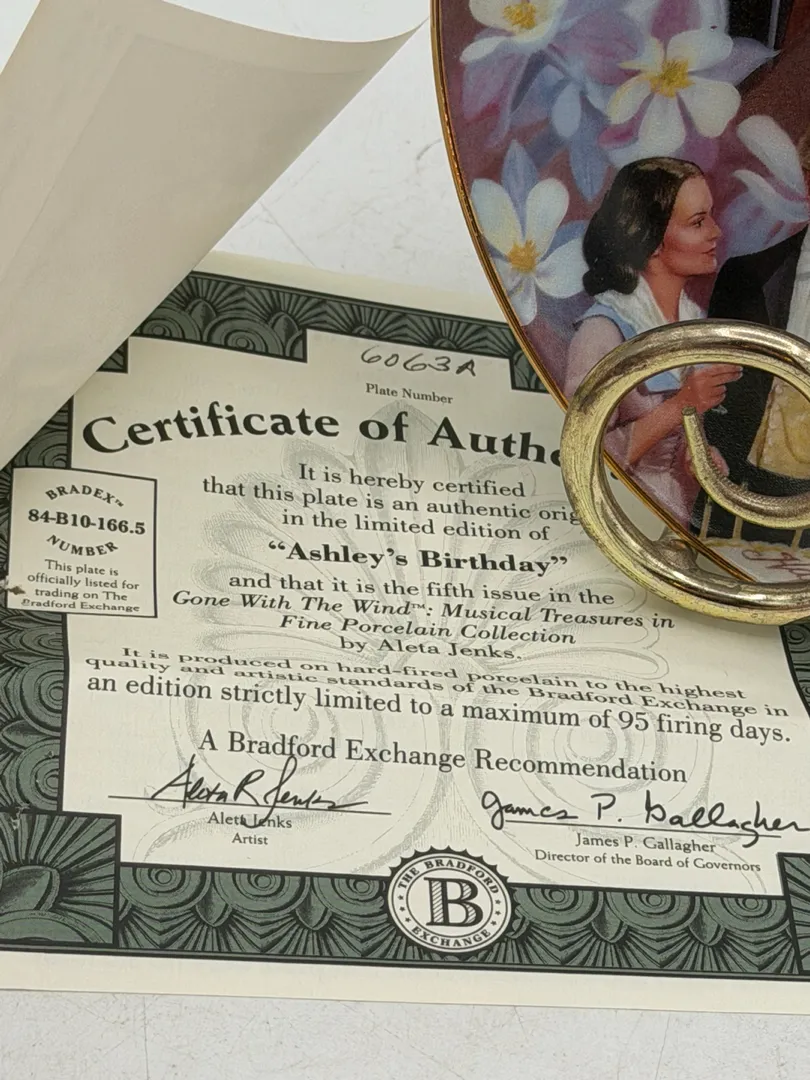 6063A
Plate Number
Certificate of Authe
It is hereby certified
that this plate is an authentic orig
in the limited edition of
“Ashley’s Birthday”
and that it is the fifth issue in the
Gone With The Wind™: Musical Treasures in
Fine Porcelain Collection
by Aleta Jenks.
It is produced on hard-fired porcelain to the highest
quality and artistic standards of the Bradford Exchange in
an edition strictly limited to a maximum of 95 firing days.
A Bradford Exchange Recommendation
Aleta R Jenks
Aleta Jenks
Artist
James P. Gallagher
James P. Gallagher
Director of the Board of Governors
BRADEX™
84-B10-166.5
NUMBER
This plate is
officially listed for
trading on The
Bradford Exchange
THE BRADFORD
B
EXCHANGE